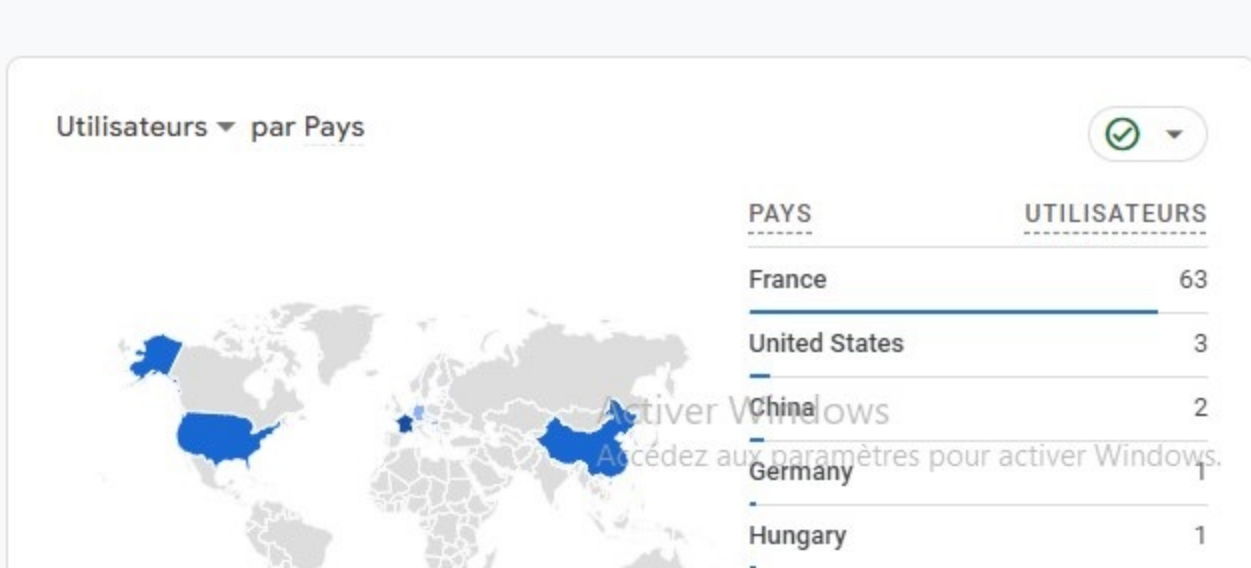 Utilisateurs par Pays
PAYS UTILISATEURS
France 63
United States 3
China 2
Activer Windows
Accédez aux paramètres pour activer Windows.
Germany 1
Hungary 1